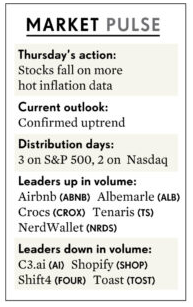 MARKET PULSE
Thursday's action:
Stocks fall on more
hot inflation data
Current outlook:
Confirmed uptrend
Distribution days:
3 on S&P 500, 2 on Nasdaq
Leaders up in volume:
Airbnb (ABNB) Albemarle (ALB)
Crocs (CROX) Tenaris (TS)
NerdWallet (NRDS)
Leaders down in volume:
C3.ai (AI) Shopify (SHOP)
Shift4 (FOUR) Toast (TOST)